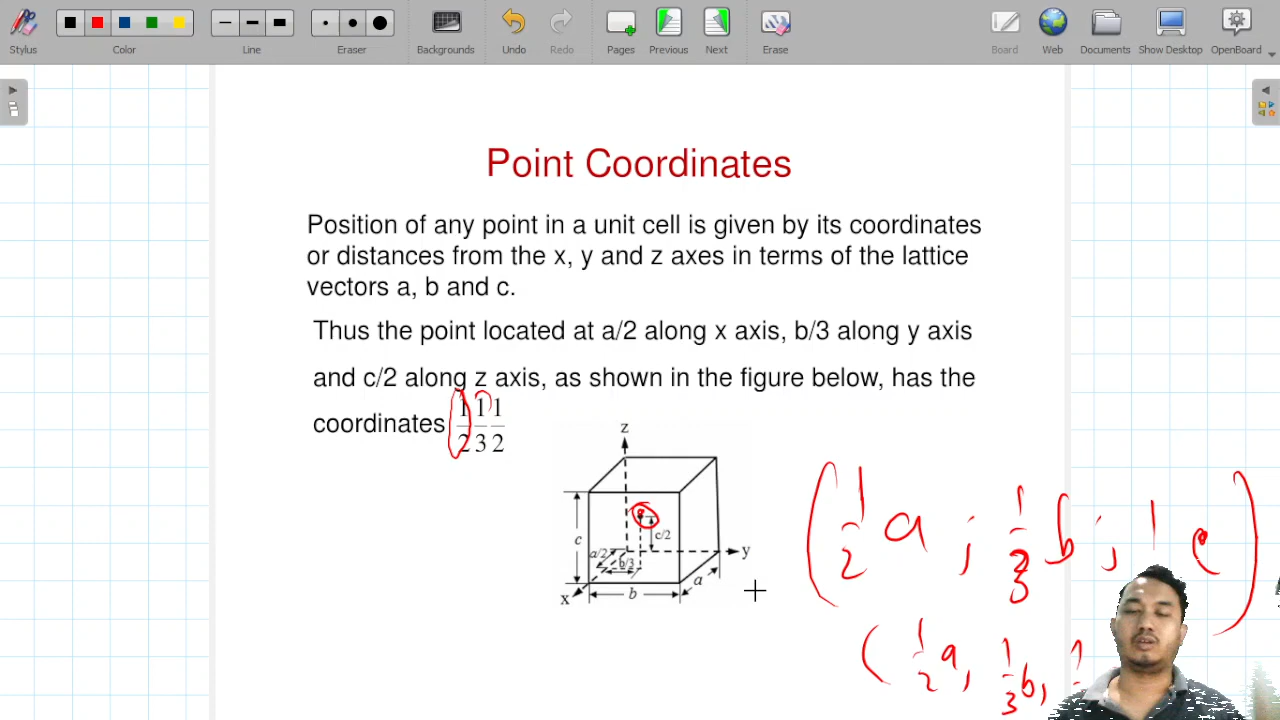 Stylus Color Line Eraser Backgrounds Undo Redo Pages Previous Next Erase Board Web Documents Show Desktop OpenBoard
Point Coordinates
Position of any point in a unit cell is given by its coordinates
or distances from the x, y and z axes in terms of the lattice
vectors a, b and c.
Thus the point located at a/2 along x axis, b/3 along y axis
and c/2 along z axis, as shown in the figure below, has the
coordinates 1/2 1/3 1/2
z
c
c/2
a/2
b/3
y
a
b
x
(1/2 a ; 1/3 b ; 1 c)
(1/2 a, 1/3 b, 1